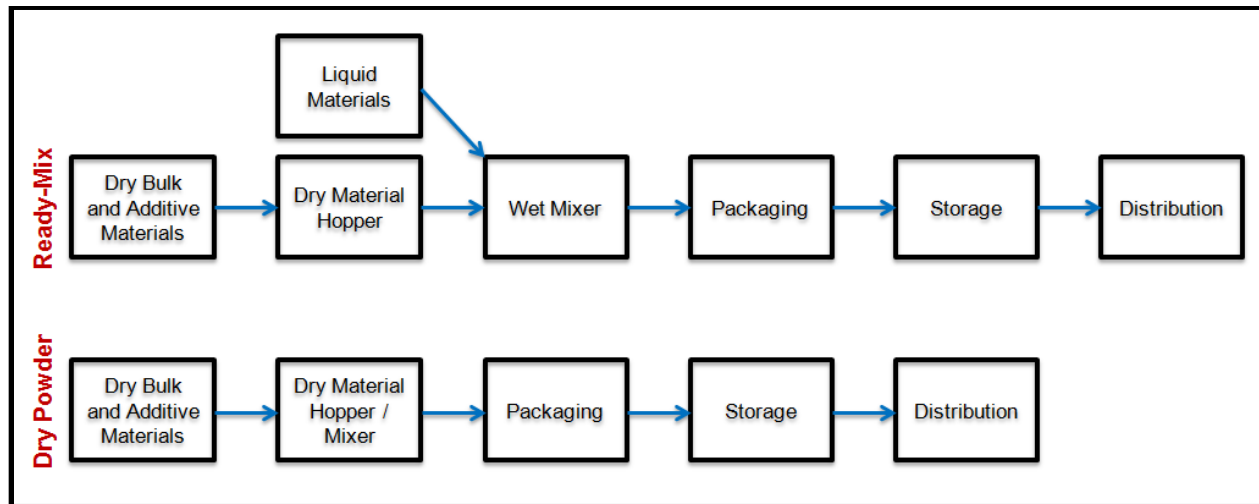 Liquid
Materials
Ready-Mix
Dry Bulk
and Additive
Materials
Dry Material
Hopper
Wet Mixer
Packaging
Storage
Distribution
Dry Powder
Dry Bulk
and Additive
Materials
Dry Material
Hopper /
Mixer
Packaging
Storage
Distribution